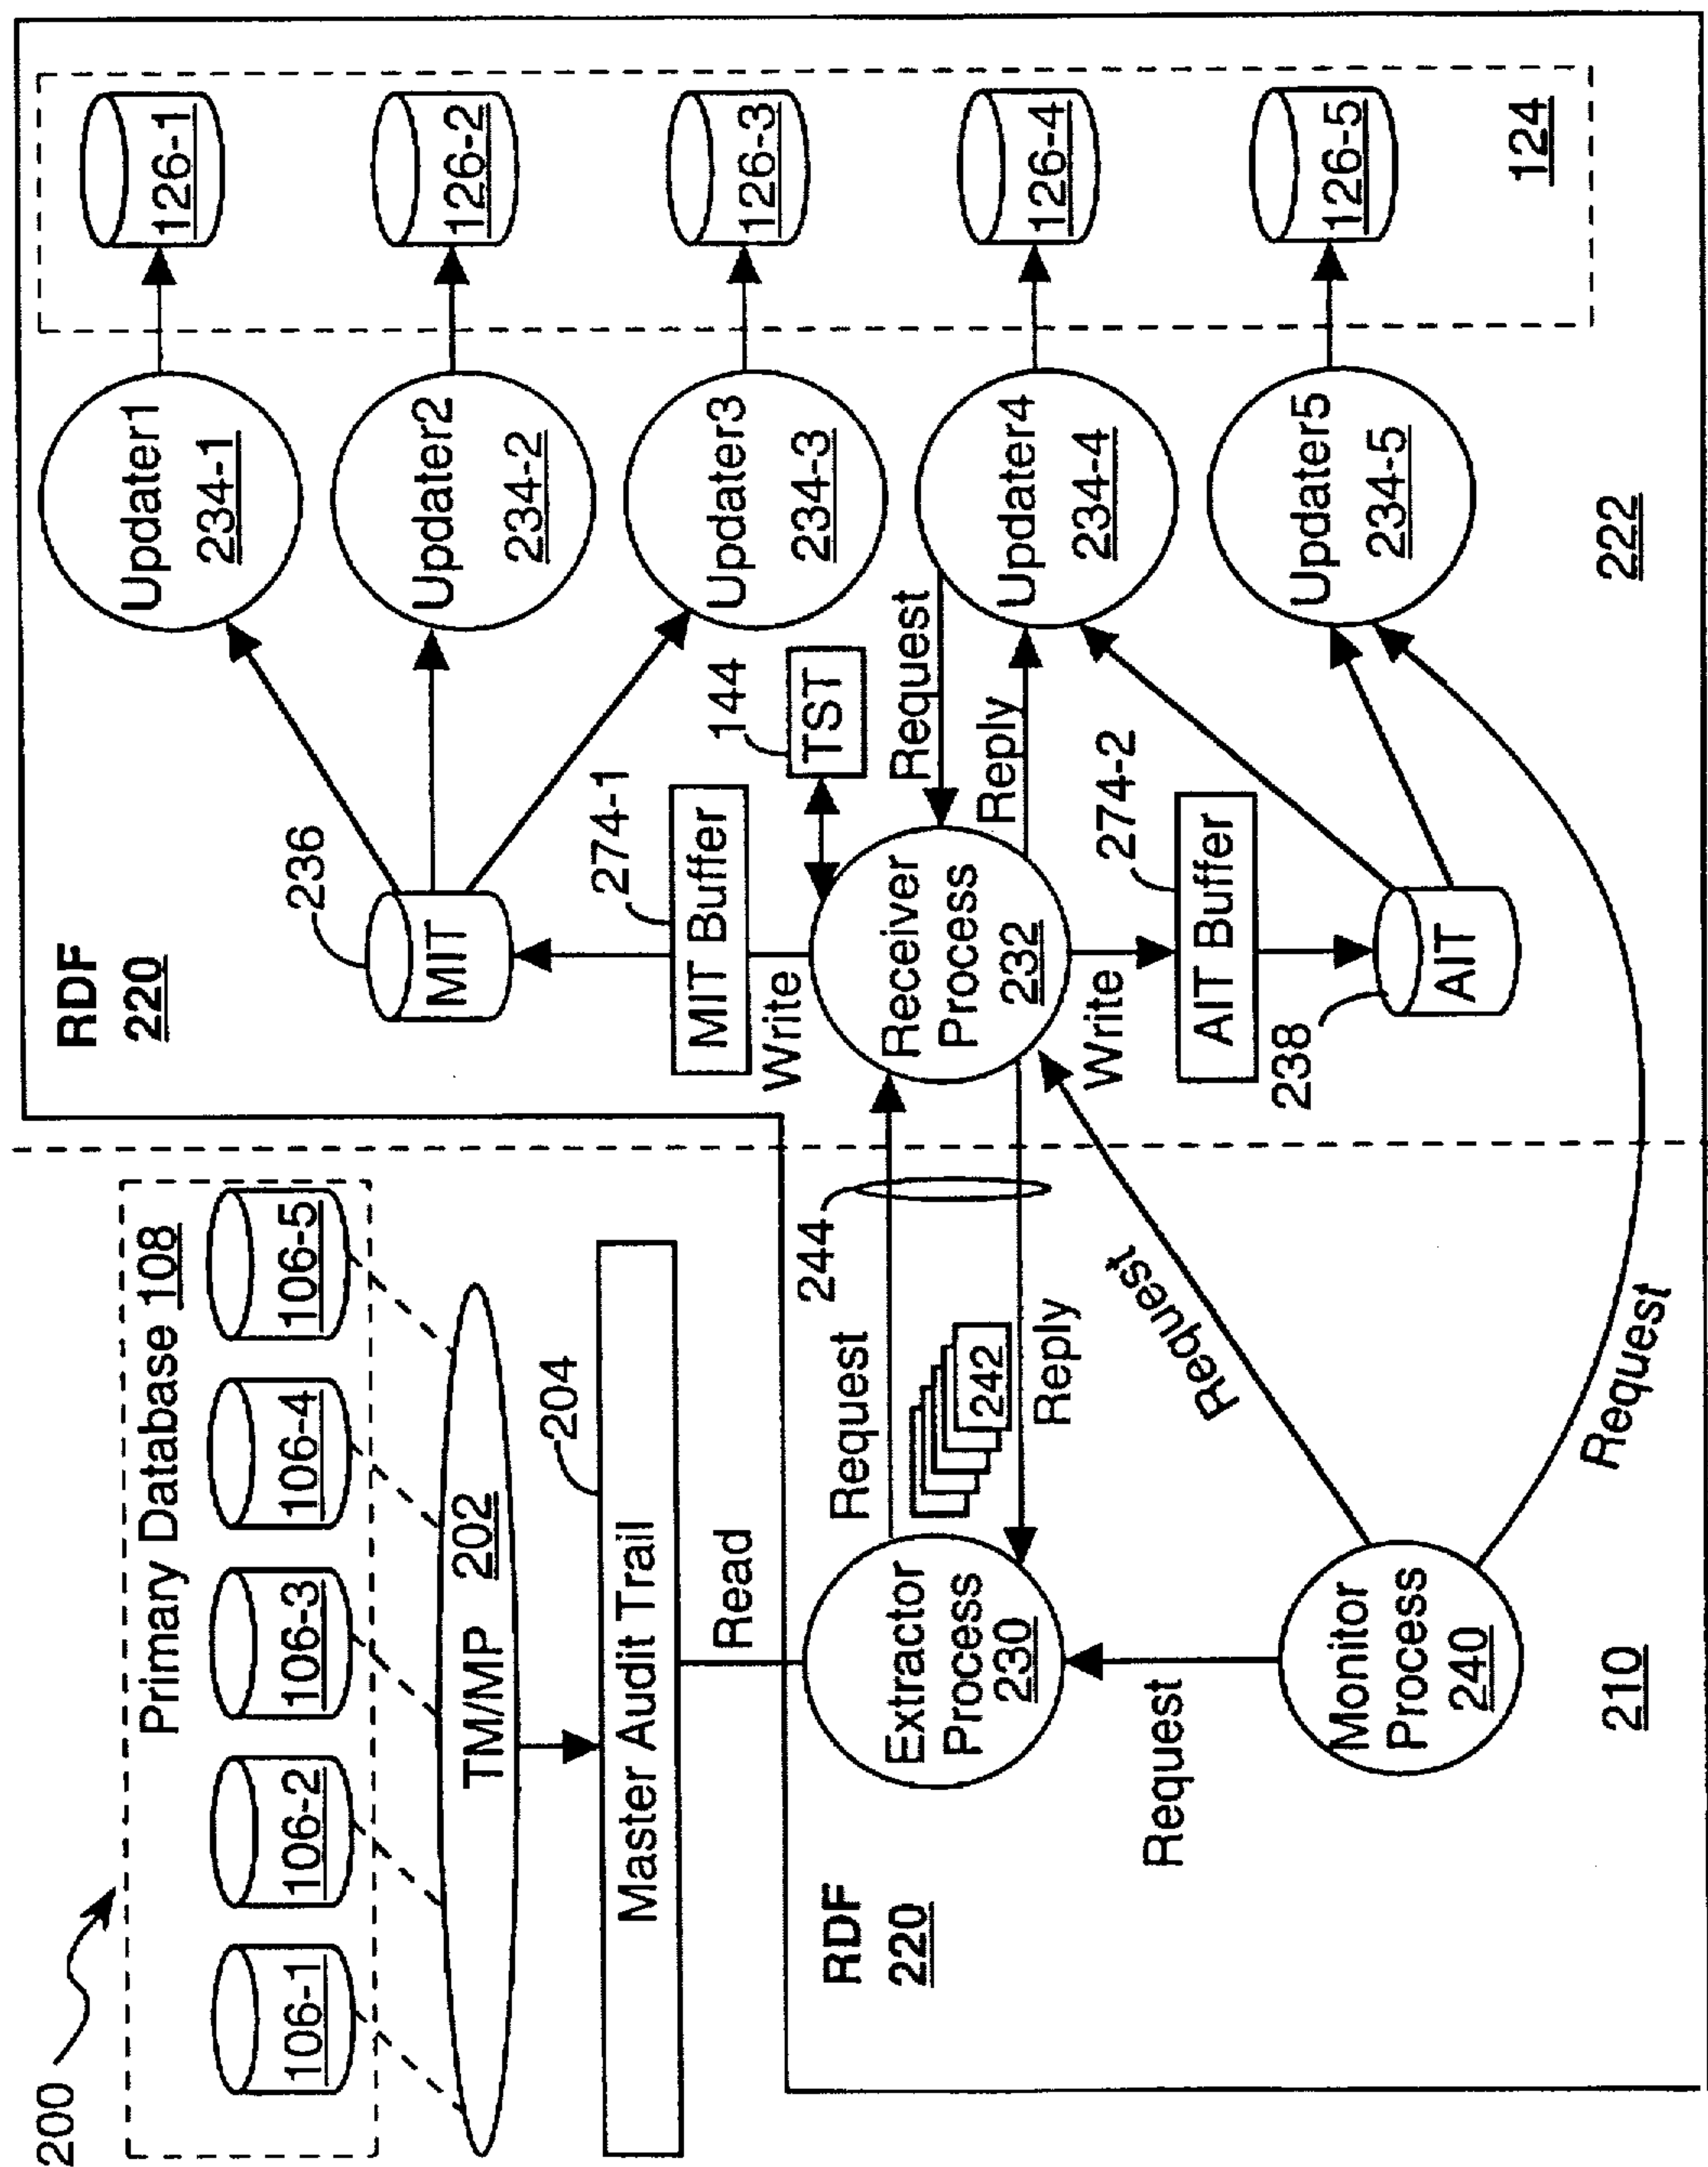 200
Primary Database 108
106-1
106-2
106-3
106-4
106-5
TM/MP 202
204
Master Audit Trail
Read
RDF
220
Extractor
Process
230
Request
244
242
Reply
Request
Monitor
Process
240
Request
Request
210
RDF
220
236
MIT
274-1
MIT Buffer
Write
144
TST
Receiver
Process
232
Request
Reply
Write
274-2
AIT Buffer
238
AIT
Updater1
234-1
Updater2
234-2
Updater3
234-3
Updater4
234-4
Updater5
234-5
222
126-1
126-2
126-3
126-4
126-5
124